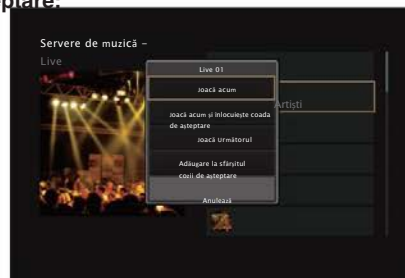 eptare:
Servere de muzică –
Live
Live 01
Joacă acum
Artiști
Joacă acum și înlocuiește coada
de așteptare
Joacă Următorul
Adăugare la sfârșitul
cozii de așteptare
Anulează